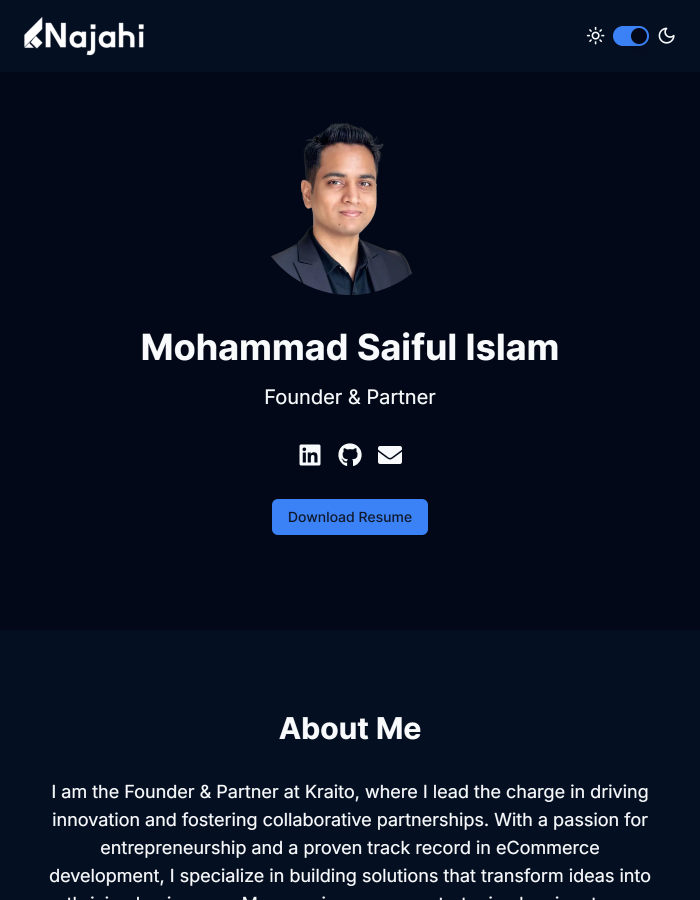 Najahi
Mohammad Saiful Islam
Founder & Partner
Download Resume
About Me
I am the Founder & Partner at Kraito, where I lead the charge in driving
innovation and fostering collaborative partnerships. With a passion for
entrepreneurship and a proven track record in eCommerce
development, I specialize in building solutions that transform ideas into